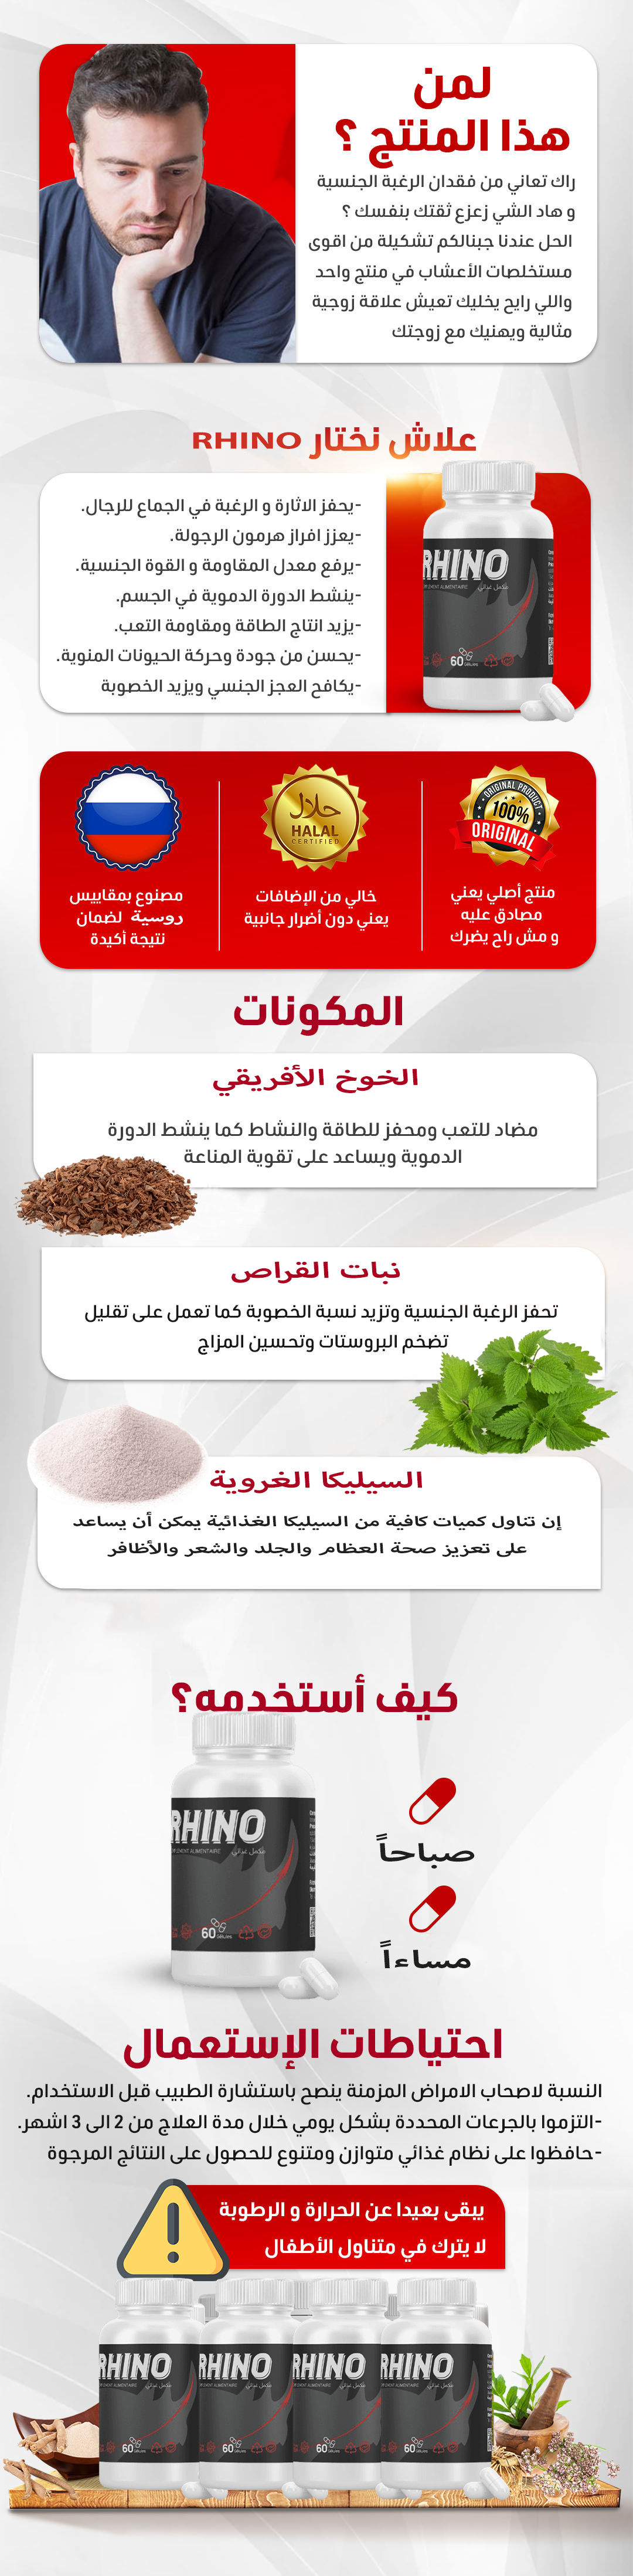 لمن
هذا المنتج ؟
راك تعاني من فقدان الرغبة الجنسية
و هاد الشي زعزع ثقتك بنفسك ؟
الحل عندنا جبنالكم تشكيلة من اقوى
مستخلصات الأعشاب في منتج واحد
واللي رايح يخليك تعيش علاقة زوجية
مثالية ويهنيك مع زوجتك
علاش نختار RHINO
-يحفز الاثارة و الرغبة في الجماع للرجال.
-يعزز افراز هرمون الرجولة.
-يرفع معدل المقاومة و القوة الجنسية.
-ينشط الدورة الدموية في الجسم.
-يزيد انتاج الطاقة ومقاومة التعب.
-يحسن من جودة وحركة الحيونات المنوية.
-يكافح العجز الجنسي ويزيد الخصوبة
RHINO
مكمل غذائي
60 Gélules
ORIGINAL PRODUCT
100%
ORIGINAL
منتج أصلي يعني
مصادق عليه
و مش راح يضرك
حلال
HALAL
CERTIFIED
خالي من الإضافات
يعني دون أضرار جانبية
مصنوع بمقاييس
روسية لضمان
نتيجة أكيدة
المكونات
الخوخ الأفريقي
مضاد للتعب ومحفز للطاقة والنشاط كما ينشط الدورة
الدموية ويساعد على تقوية المناعة
نبات القراص
تحفز الرغبة الجنسية وتزيد نسبة الخصوبة كما تعمل على تقليل
تضخم البروستات وتحسين المزاج
السيليكا الغروية
إن تناول كميات كافية من السيليكا الغذائية يمكن أن يساعد
على تعزيز صحة العظام والجلد والشعر والأظافر
كيف أستخدمه؟
RHINO
مكمل غذائي
60 Gélules
صباحاً
مساءاً
احتياطات الإستعمال
النسبة لاصحاب الامراض المزمنة ينصح باستشارة الطبيب قبل الاستخدام.
-التزموا بالجرعات المحددة بشكل يومي خلال مدة العلاج من 2 الى 3 اشهر.
-حافظوا على نظام غذائي متوازن ومتنوع للحصول على النتائج المرجوة
يبقى بعيدا عن الحرارة و الرطوبة
لا يترك في متناول الأطفال
RHINO RHINO RHINO RHINO
60 60 60 60